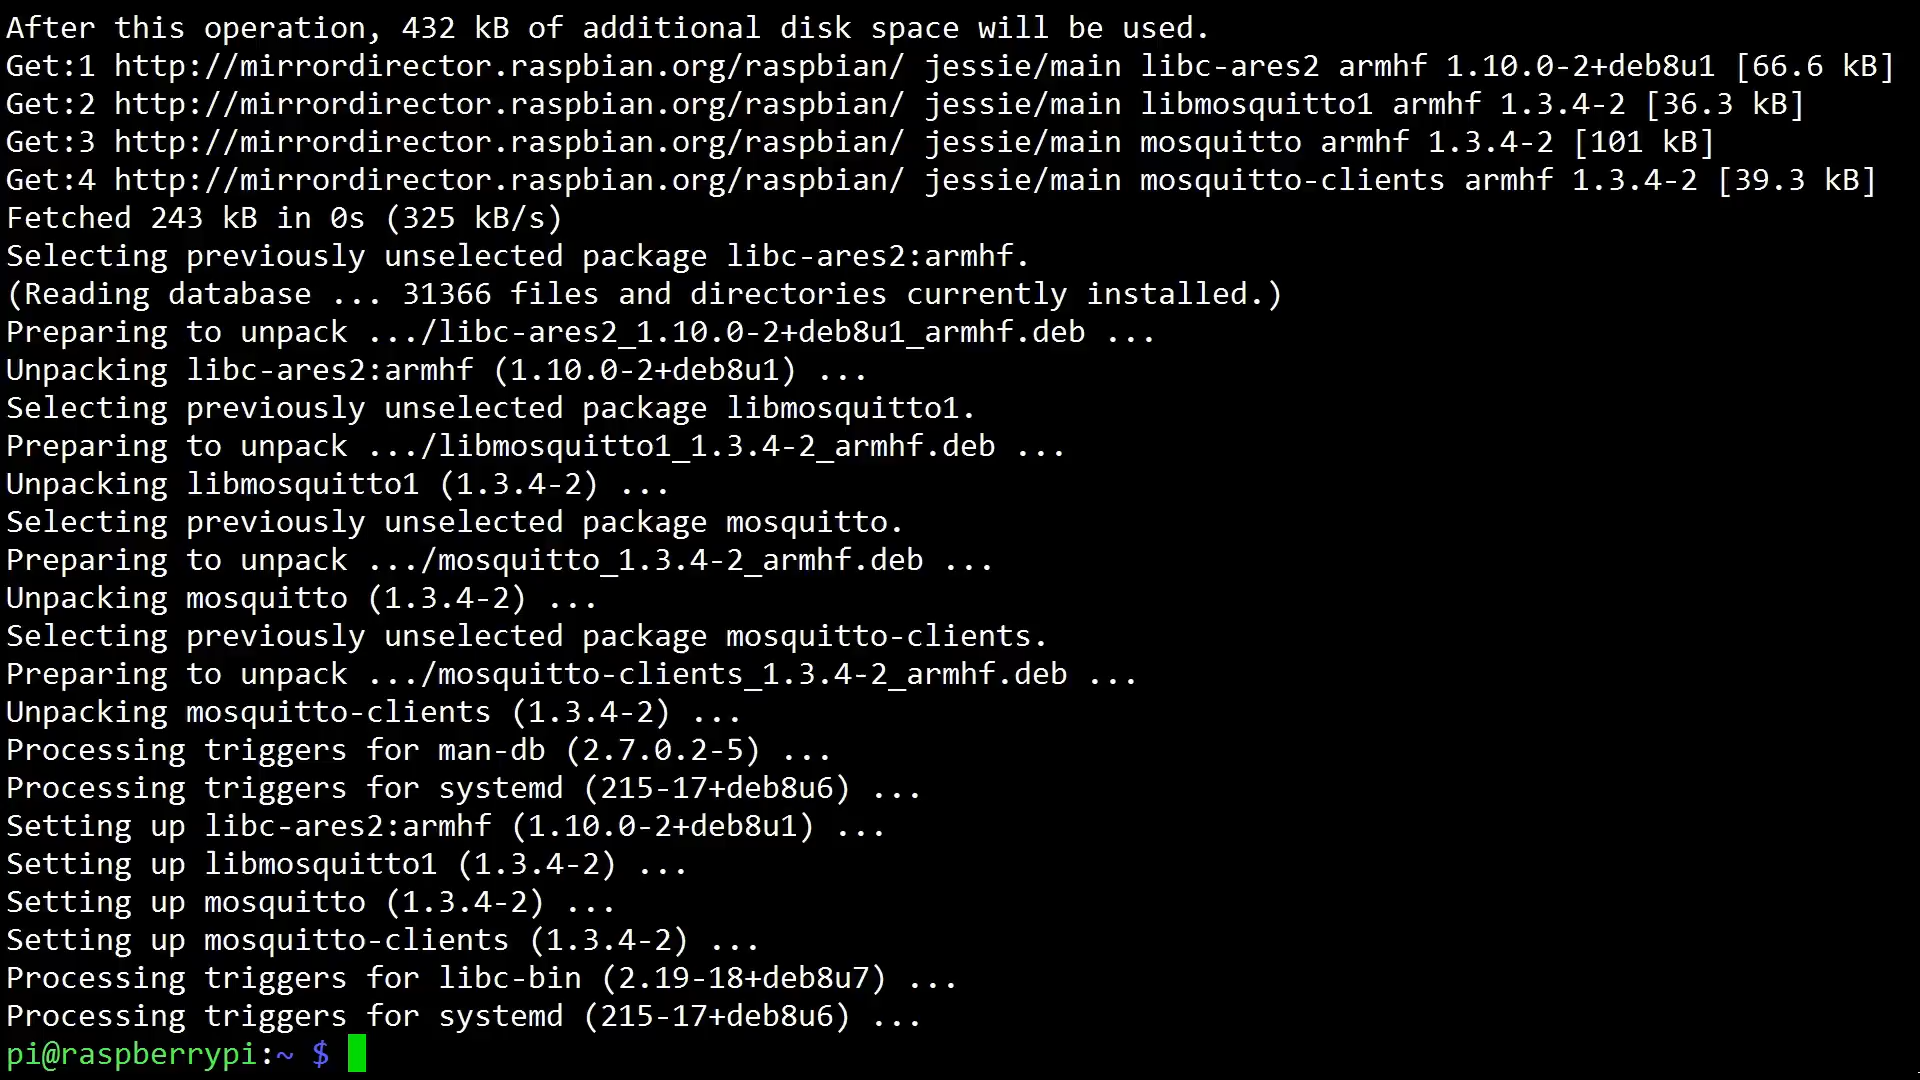 After this operation, 432 kB of additional disk space will be used.
Get:1 http://mirrordirector.raspbian.org/raspbian/ jessie/main libc-ares2 armhf 1.10.0-2+deb8u1 [66.6 kB]
Get:2 http://mirrordirector.raspbian.org/raspbian/ jessie/main libmosquitto1 armhf 1.3.4-2 [36.3 kB]
Get:3 http://mirrordirector.raspbian.org/raspbian/ jessie/main mosquitto armhf 1.3.4-2 [101 kB]
Get:4 http://mirrordirector.raspbian.org/raspbian/ jessie/main mosquitto-clients armhf 1.3.4-2 [39.3 kB]
Fetched 243 kB in 0s (325 kB/s)
Selecting previously unselected package libc-ares2:armhf.
(Reading database ... 31366 files and directories currently installed.)
Preparing to unpack .../libc-ares2_1.10.0-2+deb8u1_armhf.deb ...
Unpacking libc-ares2:armhf (1.10.0-2+deb8u1) ...
Selecting previously unselected package libmosquitto1.
Preparing to unpack .../libmosquitto1_1.3.4-2_armhf.deb ...
Unpacking libmosquitto1 (1.3.4-2) ...
Selecting previously unselected package mosquitto.
Preparing to unpack .../mosquitto_1.3.4-2_armhf.deb ...
Unpacking mosquitto (1.3.4-2) ...
Selecting previously unselected package mosquitto-clients.
Preparing to unpack .../mosquitto-clients_1.3.4-2_armhf.deb ...
Unpacking mosquitto-clients (1.3.4-2) ...
Processing triggers for man-db (2.7.0.2-5) ...
Processing triggers for systemd (215-17+deb8u6) ...
Setting up libc-ares2:armhf (1.10.0-2+deb8u1) ...
Setting up libmosquitto1 (1.3.4-2) ...
Setting up mosquitto (1.3.4-2) ...
Setting up mosquitto-clients (1.3.4-2) ...
Processing triggers for libc-bin (2.19-18+deb8u7) ...
Processing triggers for systemd (215-17+deb8u6) ...
pi@raspberrypi:~ $